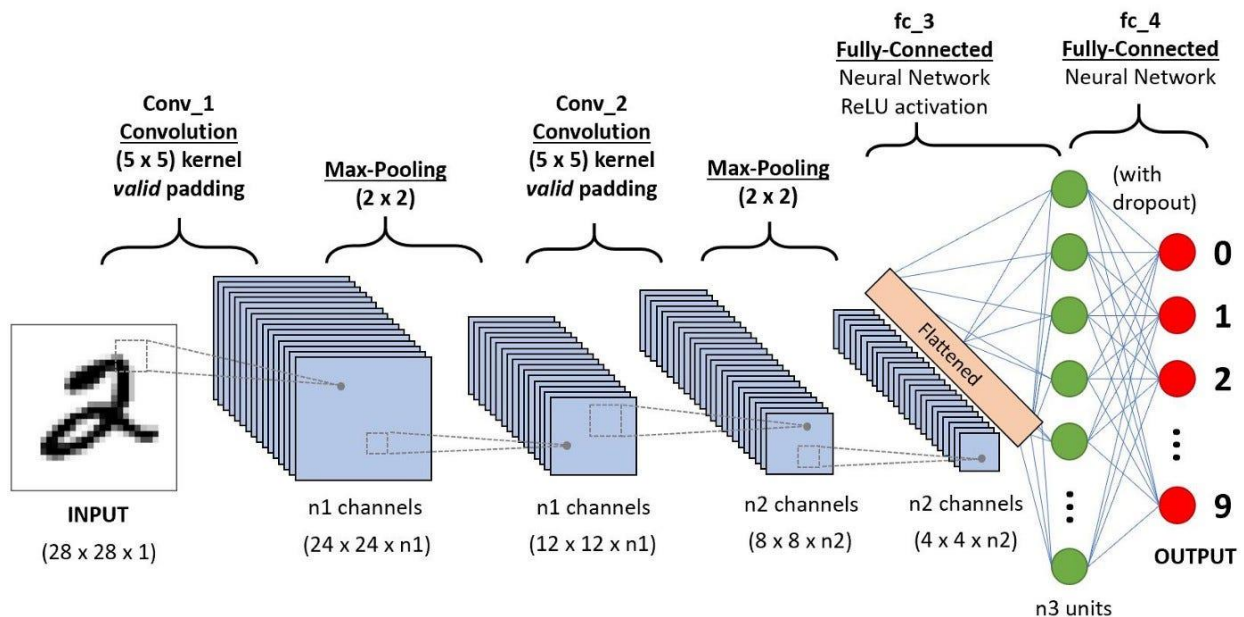 fc_3
Fully-Connected
Neural Network
ReLU activation
fc_4
Fully-Connected
Neural Network
Conv_1
Convolution
(5 x 5) kernel
valid padding
Max-Pooling
(2 x 2)
Conv_2
Convolution
(5 x 5) kernel
valid padding
Max-Pooling
(2 x 2)
(with
dropout)
Flattened
0
1
2
9
OUTPUT
INPUT
(28 x 28 x 1)
n1 channels
(24 x 24 x n1)
n1 channels
(12 x 12 x n1)
n2 channels
(8 x 8 x n2)
n2 channels
(4 x 4 x n2)
n3 units
2